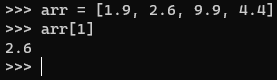 >>> arr = [1.9, 2.6, 9.9, 4.4]
>>> arr[1]
2.6
>>>